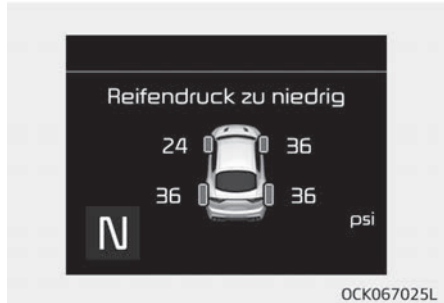 Reifendruck zu niedrig
24 36
36 36
psi
N
OCK067025L